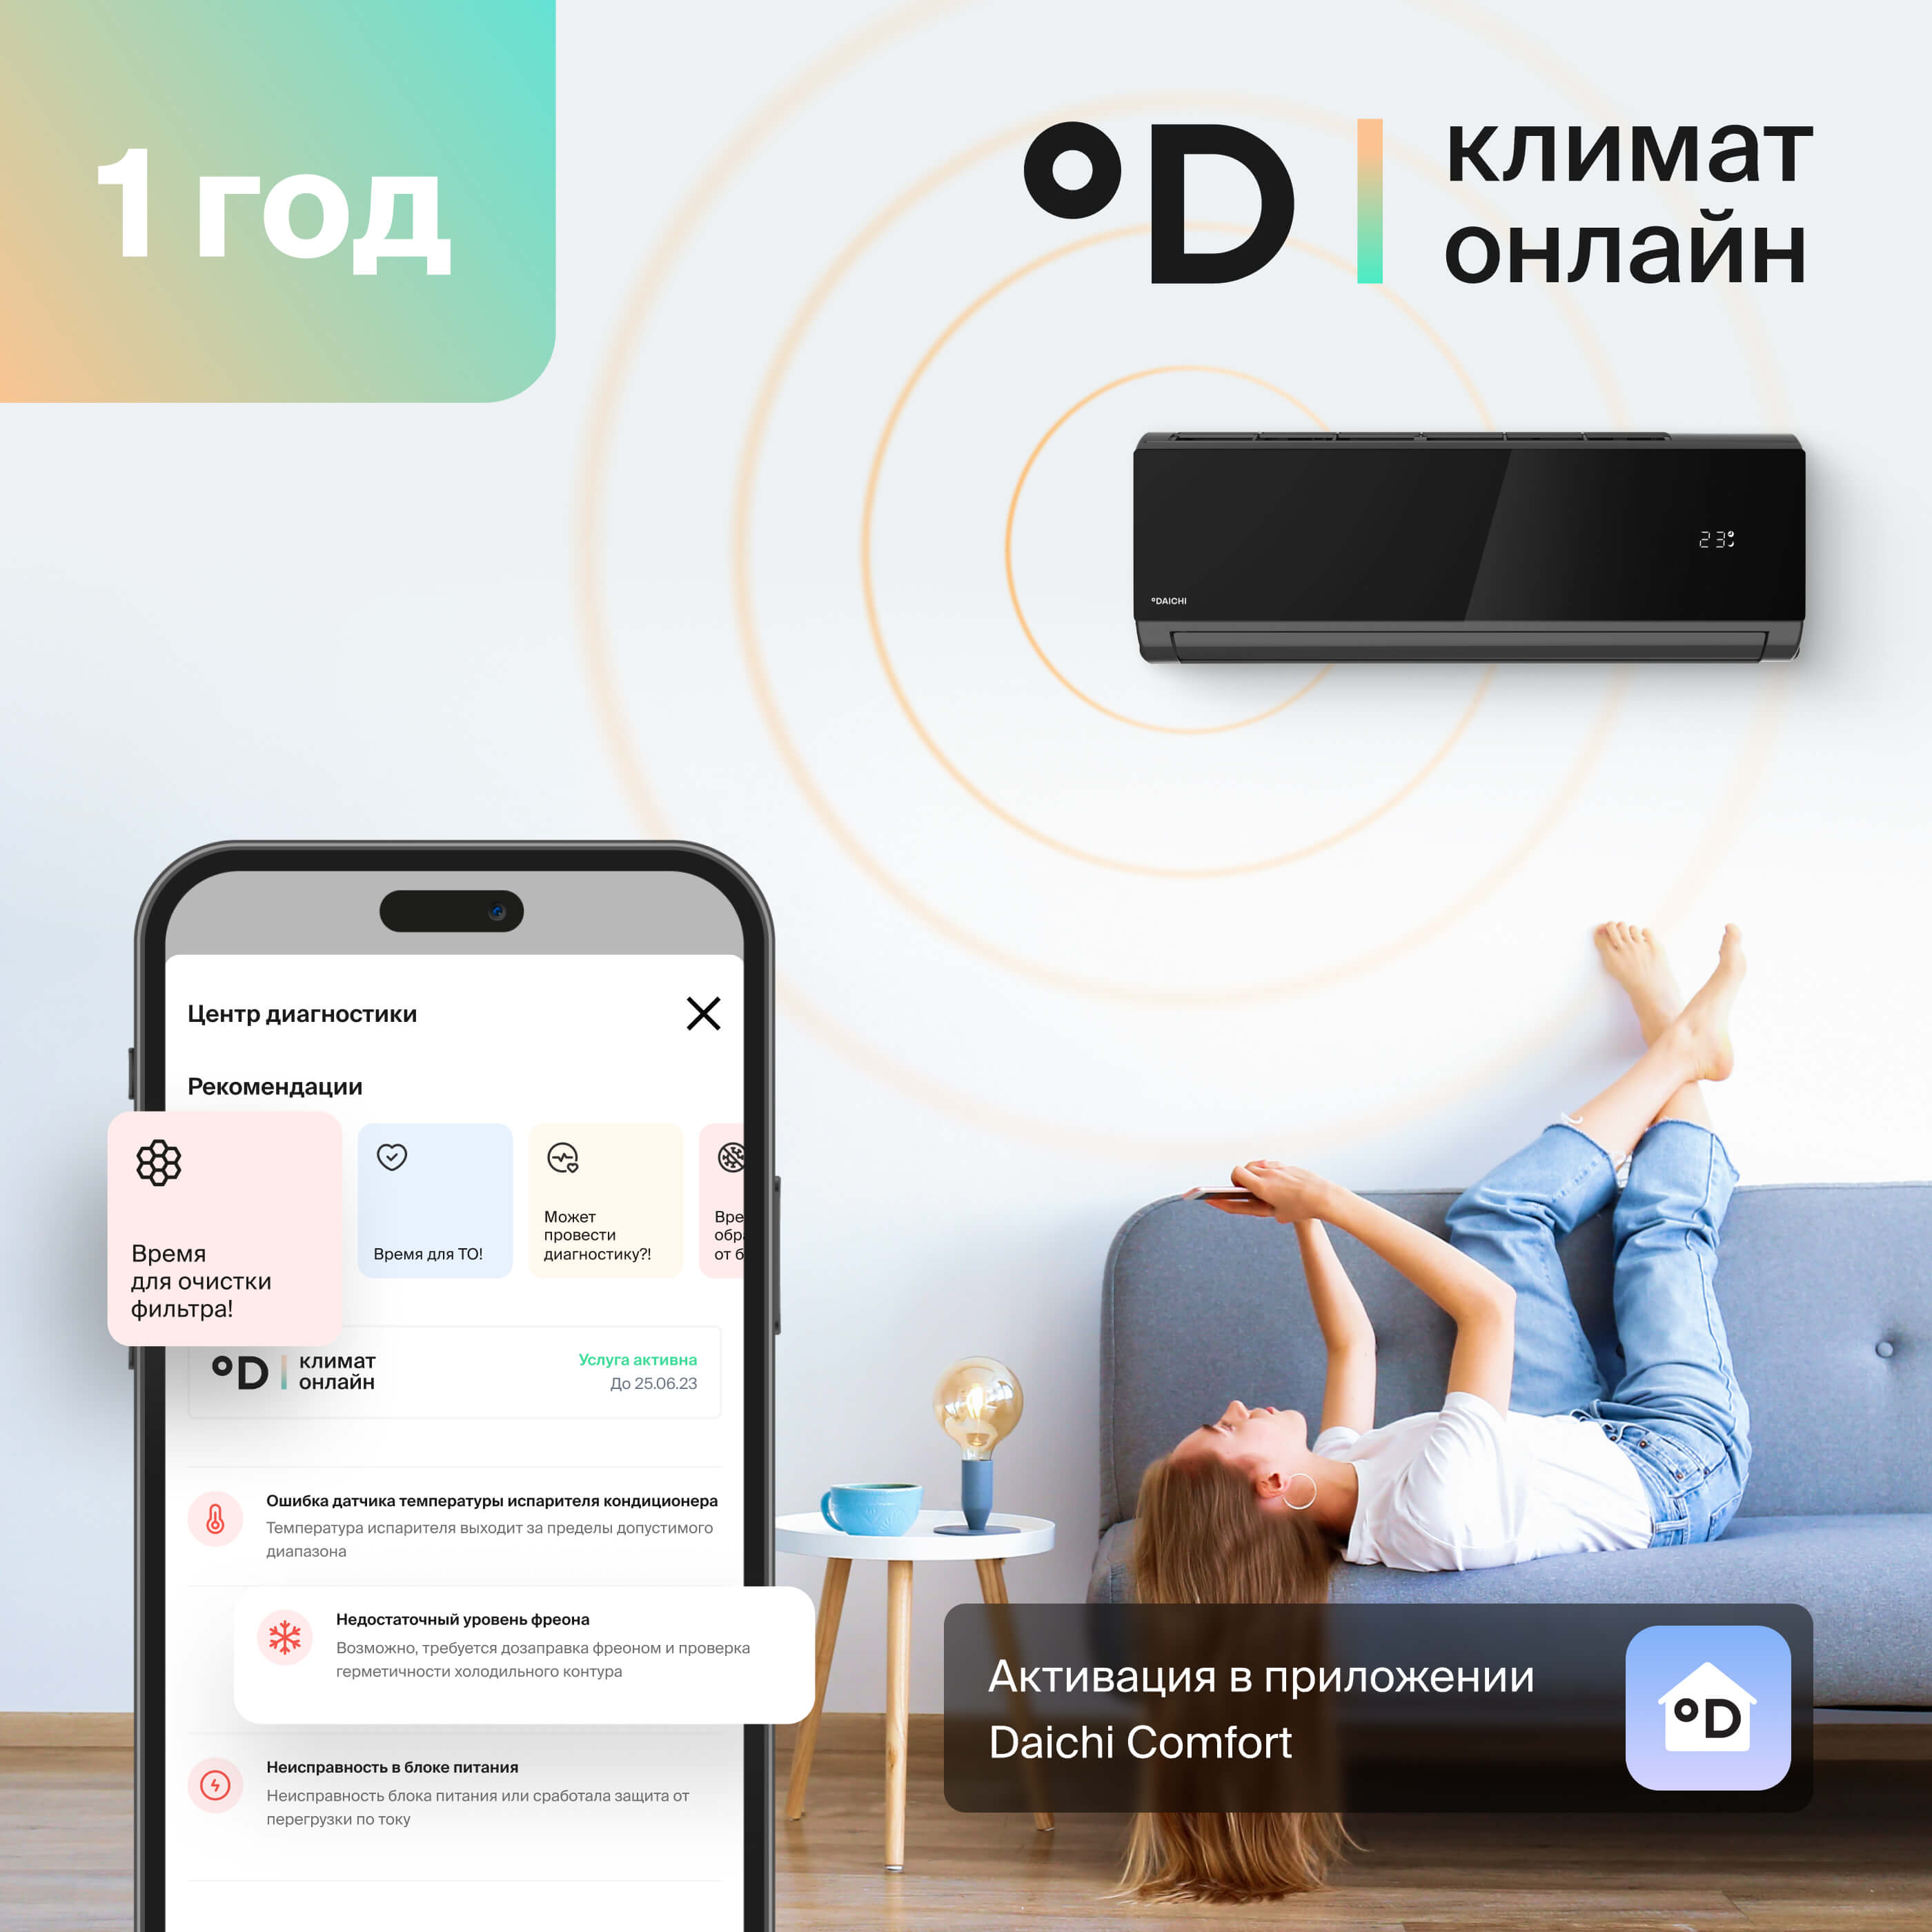 1 год
°D климат
онлайн
23°
°DAICHI
Центр диагностики
Рекомендации
Время
для очистки
фильтра!
Время для ТО!
Может
провести
диагностику?!
Вре
обр
от б
°D климат
онлайн
Услуга активна
До 25.06.23
Ошибка датчика температуры испарителя кондиционера
Температура испарителя выходит за пределы допустимого
диапазона
Недостаточный уровень фреона
Возможно, требуется дозаправка фреоном и проверка
герметичности холодильного контура
Неисправность в блоке питания
Неисправность блока питания или сработала защита от
перегрузки по току
Активация в приложении
Daichi Comfort
°D